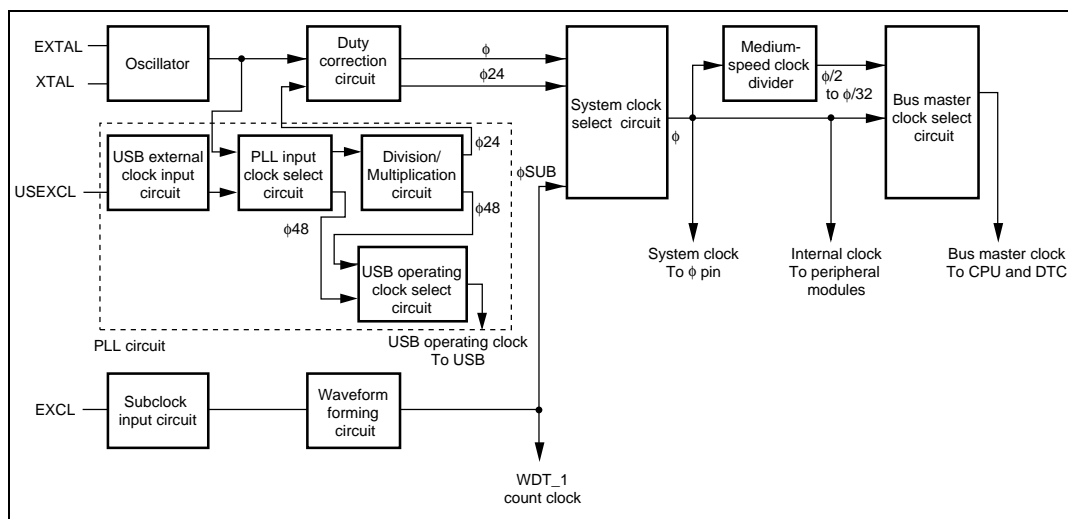 EXTAL
XTAL
Oscillator
Duty
correction
circuit
ϕ
ϕ24
System clock
select circuit
ϕ
Medium-
speed clock
divider
ϕ/2
to ϕ/32
Bus master
clock select
circuit
USEXCL
USB external
clock input
circuit
PLL input
clock select
circuit
Division/
Multiplication
circuit
ϕ24
ϕ48
ϕ48
ϕSUB
USB operating
clock select
circuit
USB operating clock
To USB
PLL circuit
System clock
To ϕ pin
Internal clock
To peripheral
modules
Bus master clock
To CPU and DTC
EXCL
Subclock
input circuit
Waveform
forming
circuit
WDT_1
count clock